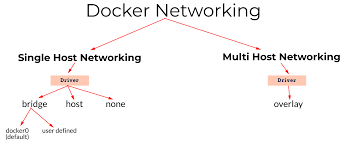 Docker Networking
Single Host Networking
Multi Host Networking
Driver
Driver
bridge
host
none
overlay
docker0
(default)
user defined